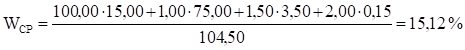 W_CP = (100,00·15,00+1,00·75,00+1,50·3,50+2,00·0,15) / 104,50 = 15,12 %